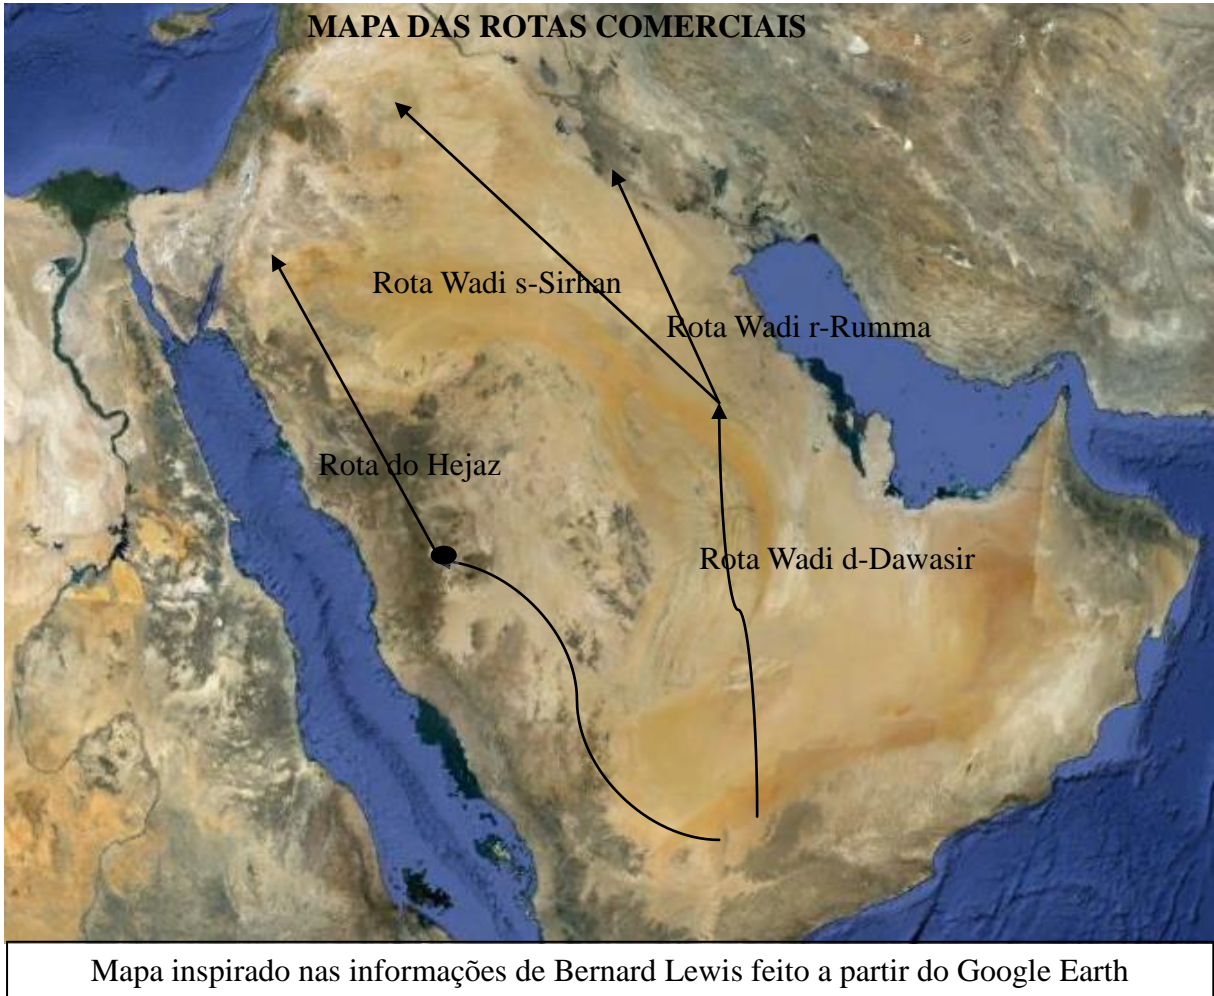 MAPA DAS ROTAS COMERCIAIS
Rota Wadi s-Sirhan
Rota Wadi r-Rumma
Rota do Hejaz
Rota Wadi d-Dawasir
Mapa inspirado nas informações de Bernard Lewis feito a partir do Google Earth